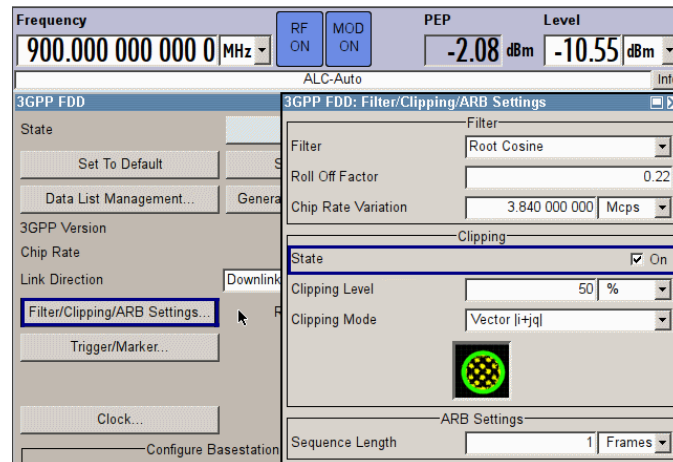 Frequency
RF
ON
MOD
ON
PEP
Level
900.000 000 000 0 MHz
-2.08 dBm
-10.55 dBm
ALC-Auto
3GPP FDD
3GPP FDD: Filter/Clipping/ARB Settings
Filter
State
Filter Root Cosine
Set To Default
Roll Off Factor 0.22
Data List Management...
Chip Rate Variation 3.840 000 000 Mcps
3GPP Version
Clipping
Chip Rate
State On
Link Direction Downlink
Clipping Level 50 %
Filter/Clipping/ARB Settings...
Clipping Mode Vector |i+jq|
Trigger/Marker...
Clock...
ARB Settings
Configure Basestation
Sequence Length 1 Frames